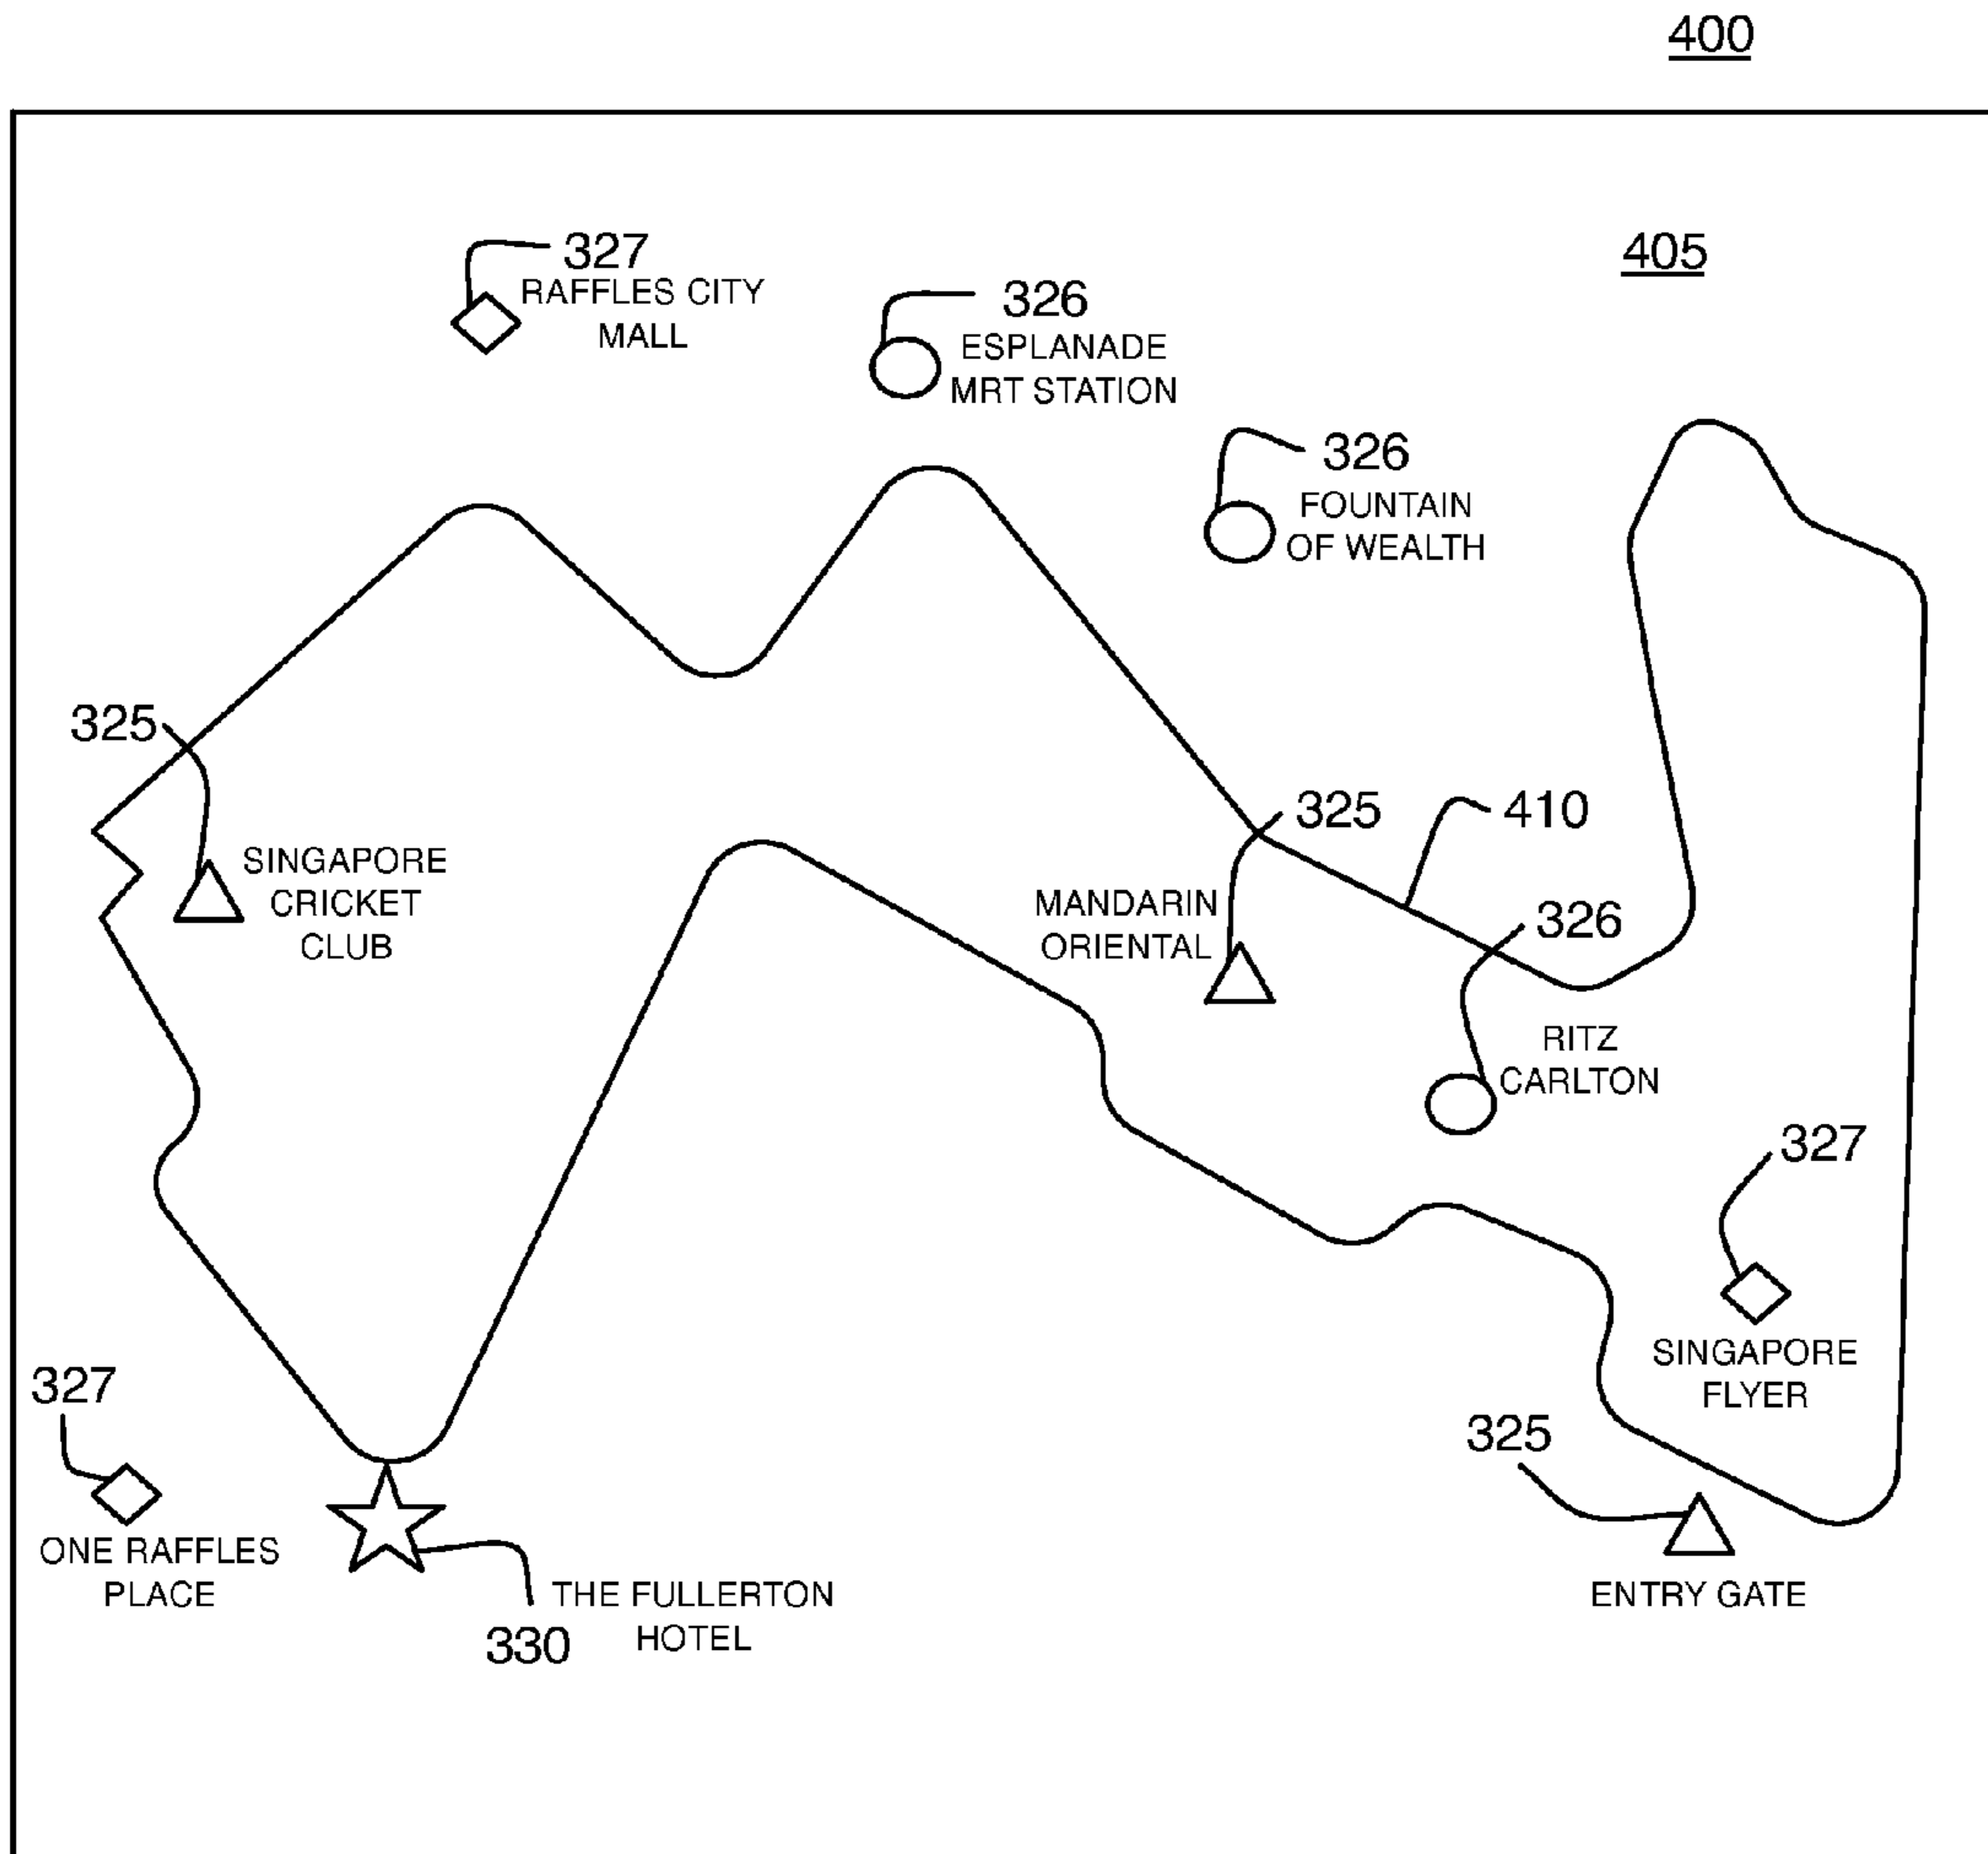 400
405
327
RAFFLES CITY
MALL
326
ESPLANADE
MRT STATION
326
FOUNTAIN
OF WEALTH
325
SINGAPORE
CRICKET
CLUB
325
MANDARIN
ORIENTAL
410
326
RITZ
CARLTON
327
SINGAPORE
FLYER
327
ONE RAFFLES
PLACE
330
THE FULLERTON
HOTEL
325
ENTRY GATE